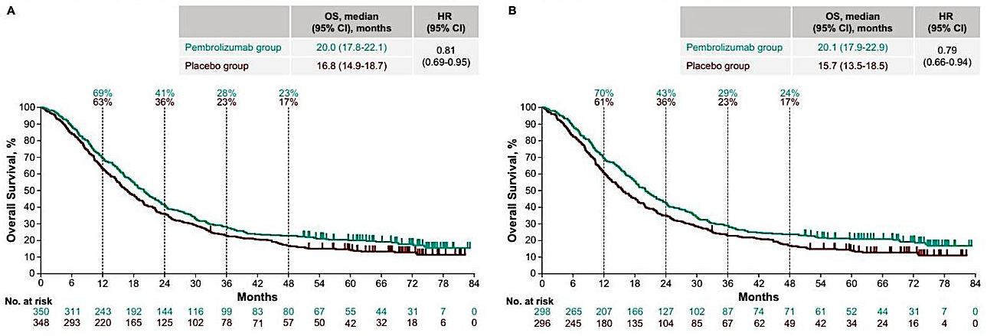 A
OS, median (95% CI), months
HR (95% CI)
Pembrolizumab group 20.0 (17.8-22.1) 0.81 (0.69-0.95)
Placebo group 16.8 (14.9-18.7)
69% 41% 28% 23%
63% 36% 23% 17%
Overall Survival, %
100
90
80
70
60
50
40
30
20
10
0
0 6 12 18 24 30 36 42 48 54 60 66 72 78 84
Months
No. at risk
350 311 243 192 144 116 99 83 80 67 55 44 31 7 0
348 293 220 165 125 102 78 71 57 50 42 32 18 6 0
B
OS, median (95% CI), months
HR (95% CI)
Pembrolizumab group 20.1 (17.9-22.9) 0.79 (0.66-0.94)
Placebo group 15.7 (13.5-18.5)
70% 43% 29% 24%
61% 36% 23% 17%
Overall Survival, %
100
90
80
70
60
50
40
30
20
10
0
0 6 12 18 24 30 36 42 48 54 60 66 72 78 84
Months
No. at risk
298 265 207 166 127 102 87 74 71 61 52 44 31 7 0
296 245 180 135 104 85 67 62 49 42 34 24 16 4 0